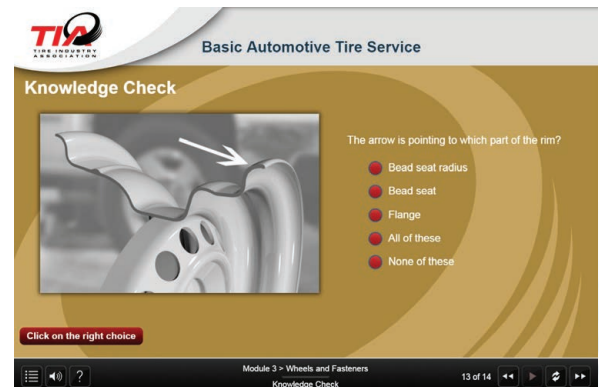 TIA
TIRE INDUSTRY
ASSOCIATION
Basic Automotive Tire Service
Knowledge Check
The arrow is pointing to which part of the rim?
Bead seat radius
Bead seat
Flange
All of these
None of these
Click on the right choice
?
Module 3 > Wheels and Fasteners
Knowledge Check
13 of 14